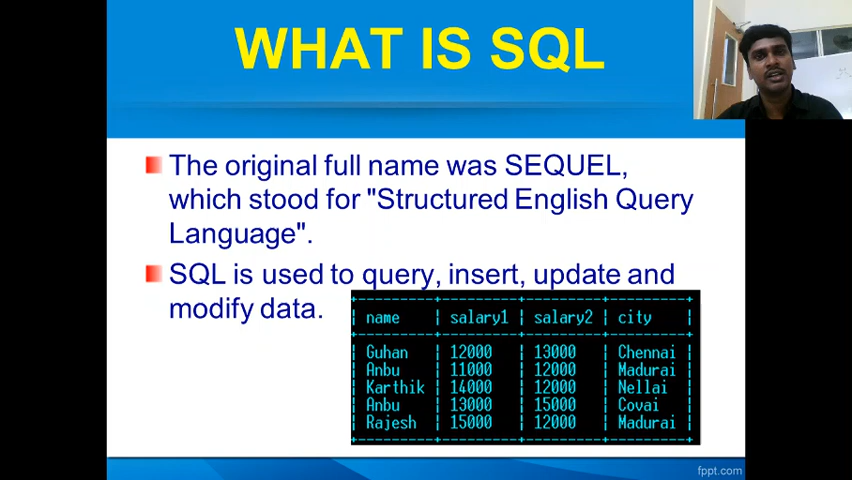 WHAT IS SQL
The original full name was SEQUEL,
which stood for "Structured English Query
Language".
SQL is used to query, insert, update and
modify data.
name salary1 salary2 city
Guhan 12000 13000 Chennai
Anbu 11000 12000 Madurai
Karthik 14000 12000 Nellai
Anbu 13000 15000 Covai
Rajesh 15000 12000 Madurai
fppt.com